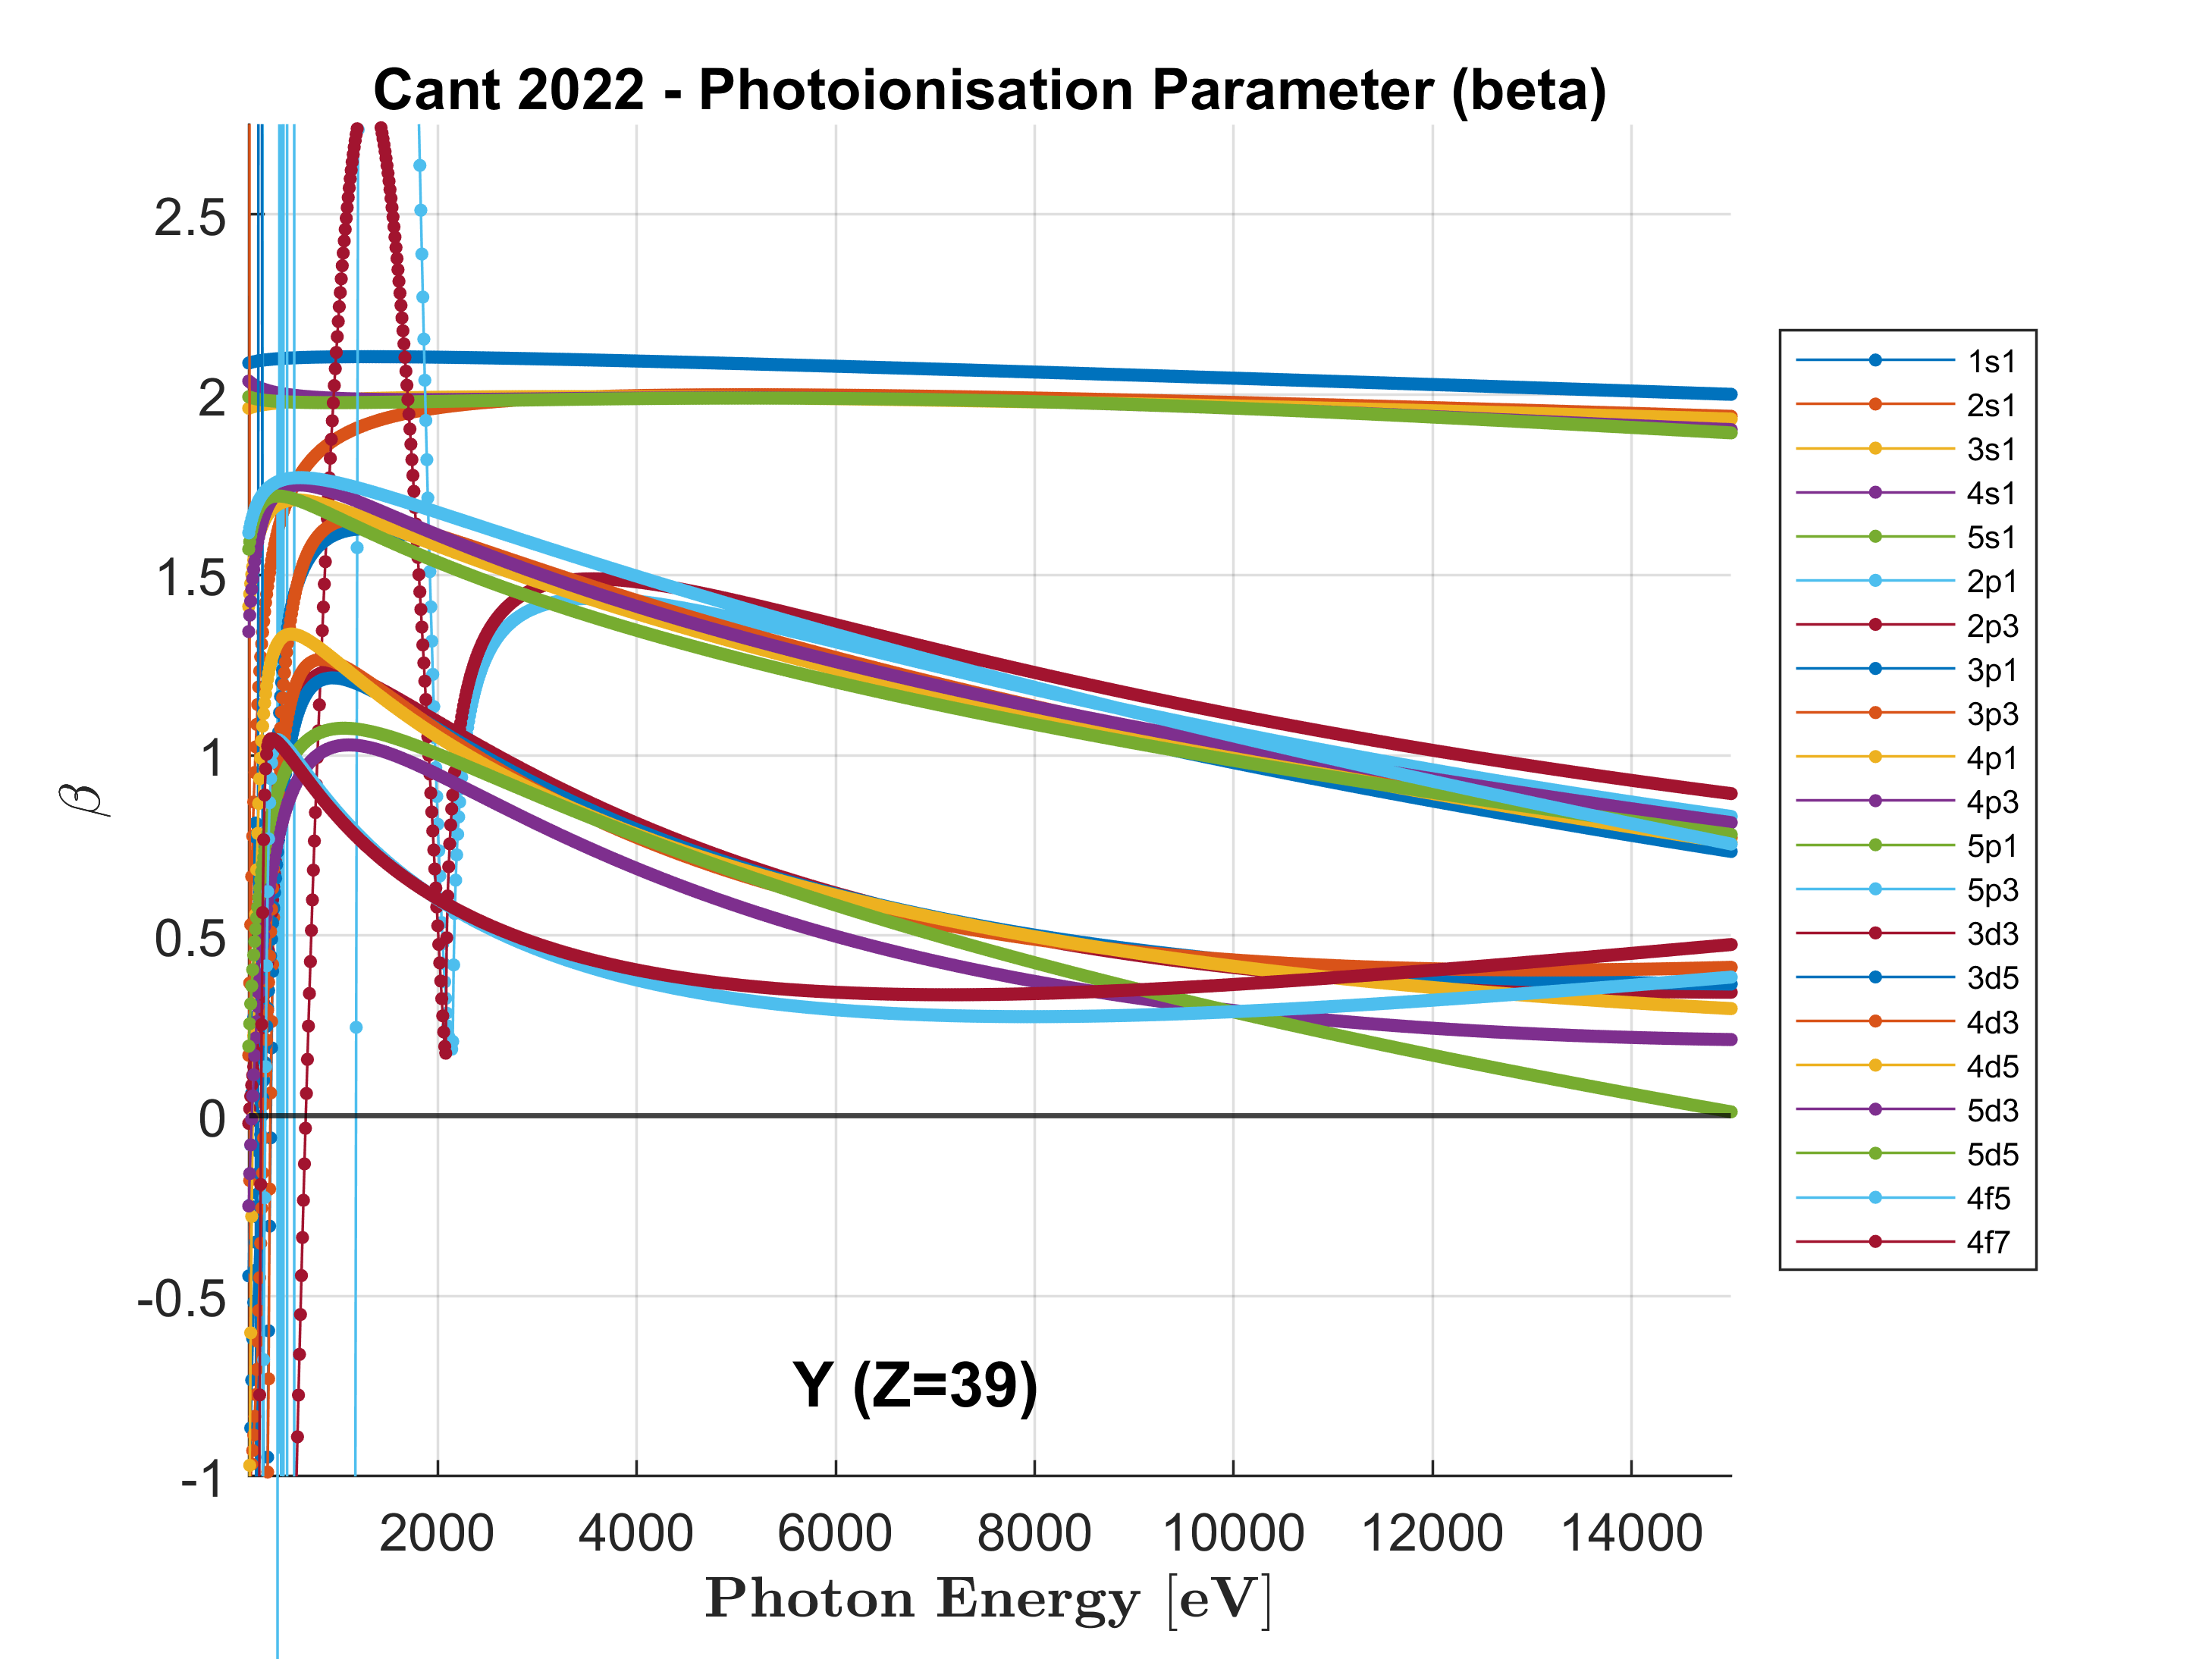 Cant 2022 - Photoionisation Parameter (beta)
2.5
2
1.5
1
0.5
0
-0.5
-1
β
2000 4000 6000 8000 10000 12000 14000
Photon Energy [eV]
Y (Z=39)
1s1
2s1
3s1
4s1
5s1
2p1
2p3
3p1
3p3
4p1
4p3
5p1
5p3
3d3
3d5
4d3
4d5
5d3
5d5
4f5
4f7